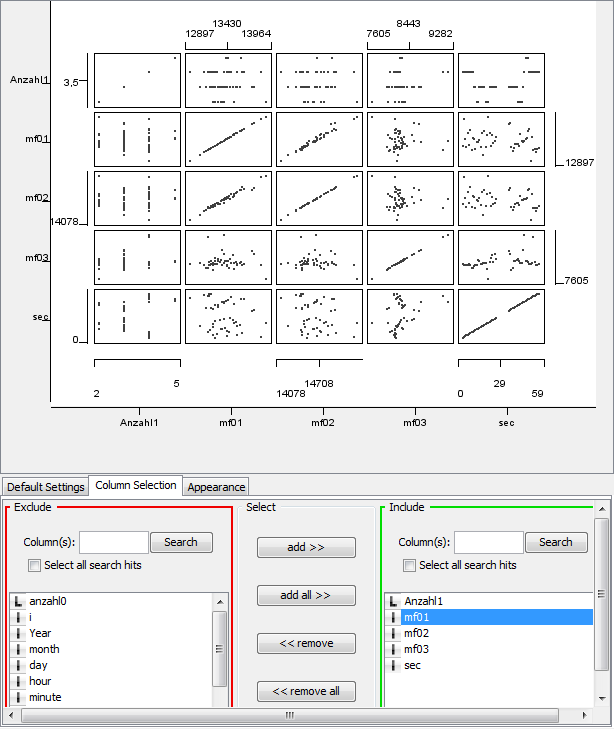 13430
8443
12897
13964
7605
9282
Anzahl1
3,5
mf01
12897
mf02
14078
mf03
7605
sec
0
2
5
14078
14708
0
29
59
Anzahl1
mf01
mf02
mf03
sec
Default Settings
Column Selection
Appearance
Exclude
Select
Include
Column(s):
Search
Select all search hits
add >>
add all >>
<< remove
<< remove all
Column(s):
Search
Select all search hits
L anzahl0
I i
I Year
I month
I day
I hour
I minute
L Anzahl1
I mf01
I mf02
I mf03
I sec